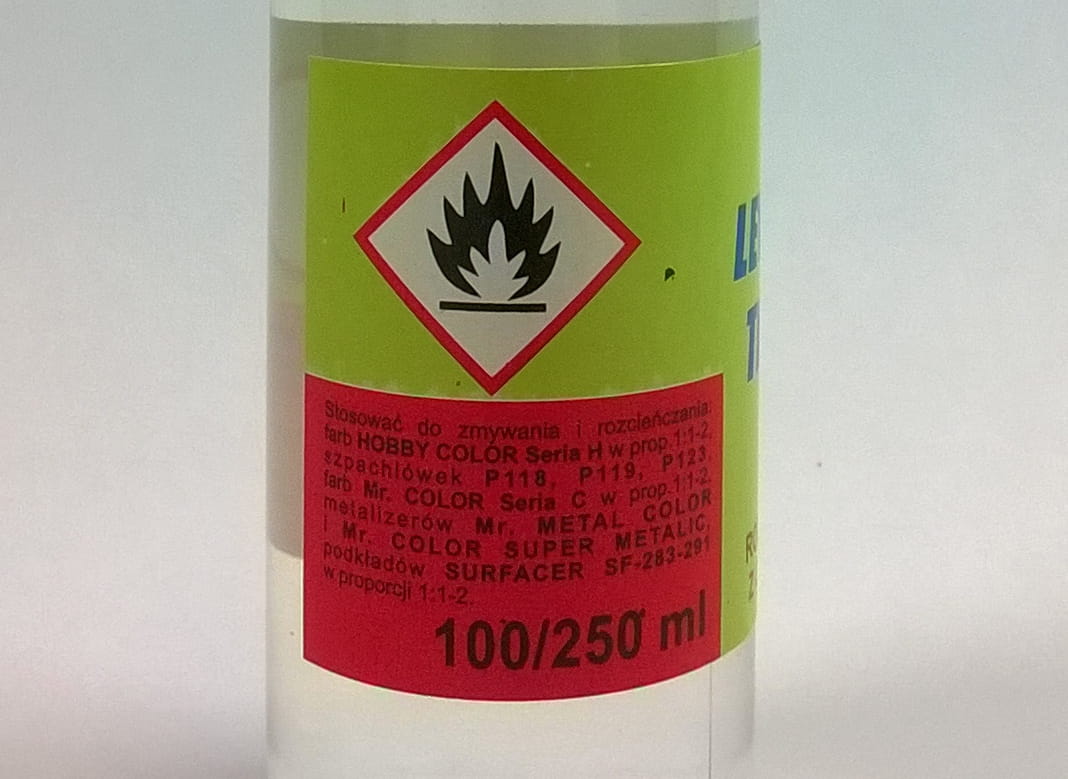 Stosować do zmywania i rozcieńczania:
farb HOBBY COLOR Seria H w prop.1:1-2,
szpachlówek P118, P119, P123,
farb Mr. COLOR Seria C w prop.1:1-2,
metalizerów Mr. METAL COLOR
i Mr. COLOR SUPER METALIC,
podkładów SURFACER SF-283-291
w proporcji 1:1-2.
100/250 ml